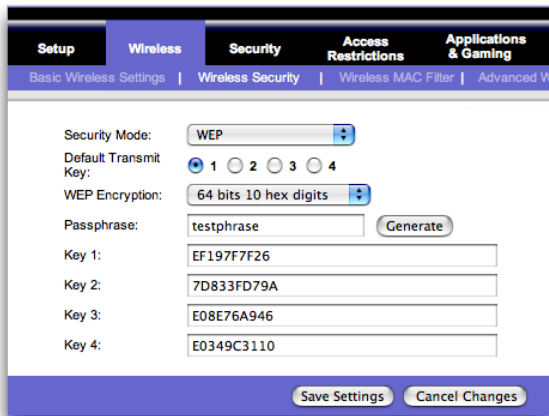 Setup Wireless Security Access Restrictions Applications & Gaming
Basic Wireless Settings | Wireless Security | Wireless MAC Filter | Advanced W
Security Mode: WEP
Default Transmit Key: 1 2 3 4
WEP Encryption: 64 bits 10 hex digits
Passphrase: testphrase Generate
Key 1: EF197F7F26
Key 2: 7D833FD79A
Key 3: E08E76A946
Key 4: E0349C3110
Save Settings Cancel Changes